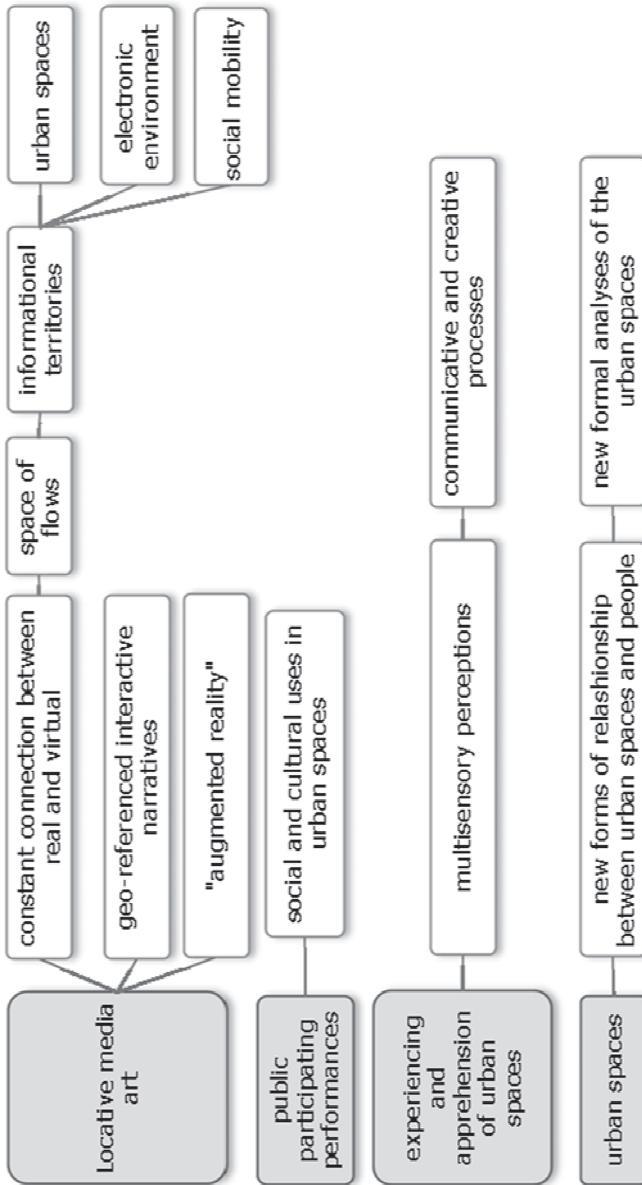 Locative media
art
constant connection between
real and virtual
space of
flows
informational
territories
urban spaces
electronic
environment
social mobility
geo-referenced interactive
narratives
"augmented reality"
public
participating
performances
social and cultural uses in
urban spaces
experiencing
and
apprehension
of urban
spaces
multisensory perceptions
communicative and creative
processes
urban spaces
new forms of relashionship
between urban spaces and people
new formal analyses of the
urban spaces